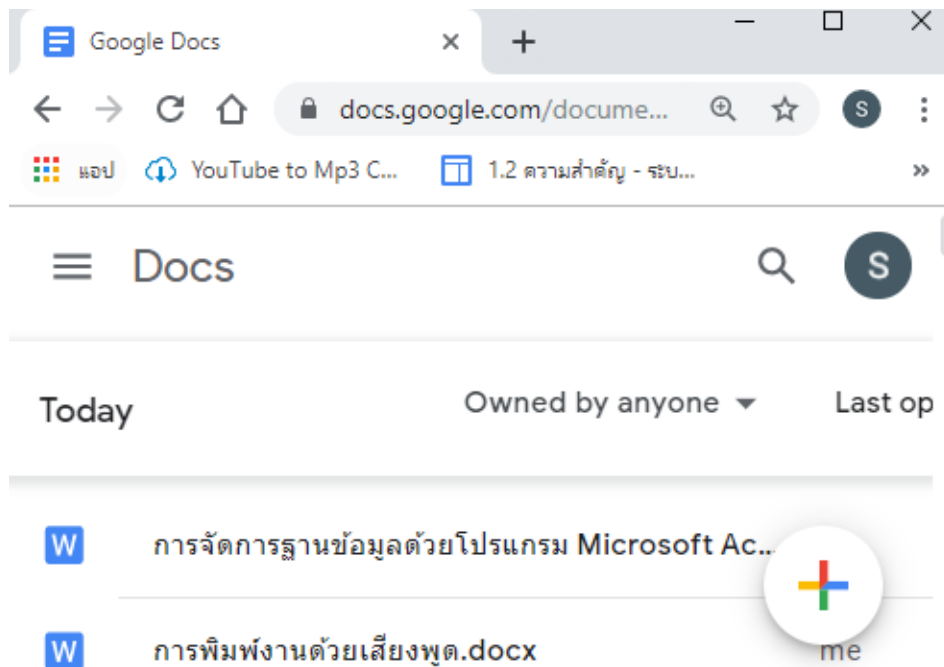 Google Docs
docs.google.com/docume...
S
แอป YouTube to Mp3 C... 1.2 ความสำคัญ - ระบ...
Docs S
Today Owned by anyone Last op
W การจัดการฐานข้อมูลด้วยโปรแกรม Microsoft Ac...
W การพิมพ์งานด้วยเสียงพูด.docx me